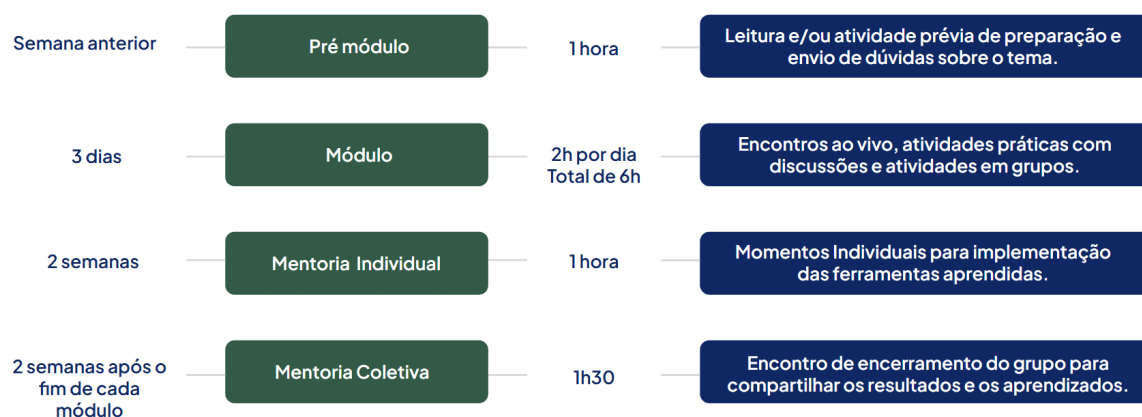 Semana anterior
Pré módulo
1 hora
Leitura e/ou atividade prévia de preparação e
envio de dúvidas sobre o tema.
3 dias
Módulo
2h por dia
Total de 6h
Encontros ao vivo, atividades práticas com
discussões e atividades em grupos.
2 semanas
Mentoria Individual
1 hora
Momentos Individuais para implementação
das ferramentas aprendidas.
2 semanas após o
fim de cada
módulo
Mentoria Coletiva
1h30
Encontro de encerramento do grupo para
compartilhar os resultados e os aprendizados.